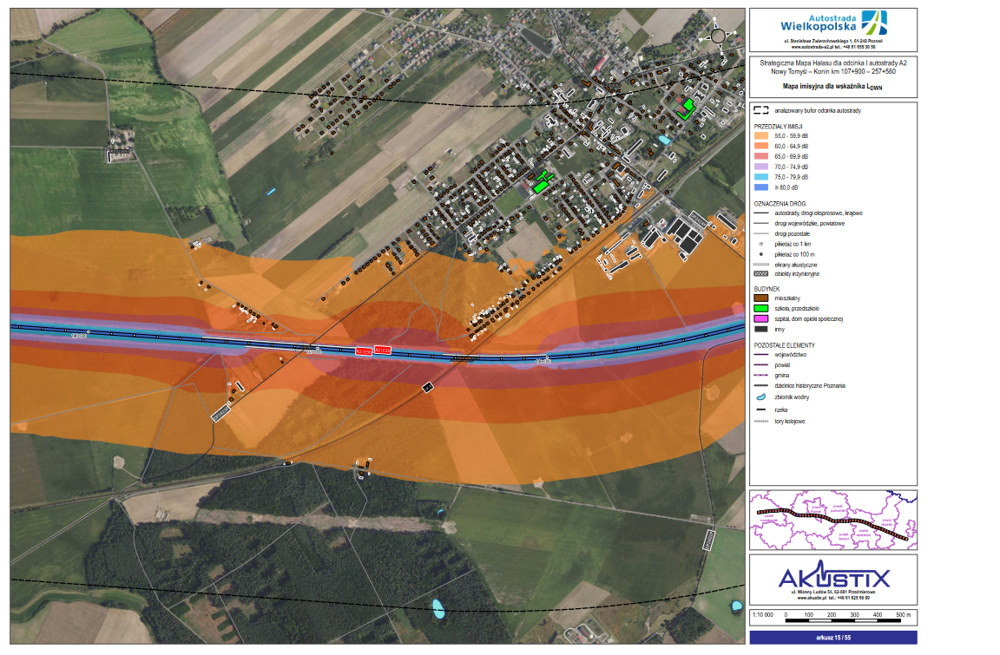 Autostrada
Wielkopolska
ul. Stanisława Zwierzchowskiego 1, 61-248 Poznań
www.autostrada-a2.pl tel.: +48 61 655 30 50
Strategiczna Mapa Hałasu dla odcinka I autostrady A2
Nowy Tomyśl – Konin km 107+900 – 257+560
Mapa imisyjna dla wskaźnika LDWN
analizowany bufor odcinka autostrady
PRZEDZIAŁY IMISJI
55,0 - 59,9 dB
60,0 - 64,9 dB
65,0 - 69,9 dB
70,0 - 74,9 dB
75,0 - 79,9 dB
≥ 80,0 dB
OZNACZENIA DRÓG
autostrady, drogi ekspresowe, krajowe
drogi wojewódzkie, powiatowe
drogi pozostałe
pikietaż co 1 km
pikietaż co 100 m
ekrany akustyczne
obiekty inżynieryjne
BUDYNEK
mieszkalny
szkoła, przedszkole
szpital, dom opieki społecznej
inny
POZOSTAŁE ELEMENTY
województwo
powiat
gmina
dzielnice historyczne Poznania
zbiornik wodny
rzeka
tory kolejowe
A2 | E30
A2 | E30
AKUSTIX
ul. Wiosny Ludów 54, 62-081 Przeźmierowo
www.akustix.pl tel.: +48 61 625 68 00
1:10 000 0 100 200 300 400 500 m
arkusz 15 / 55